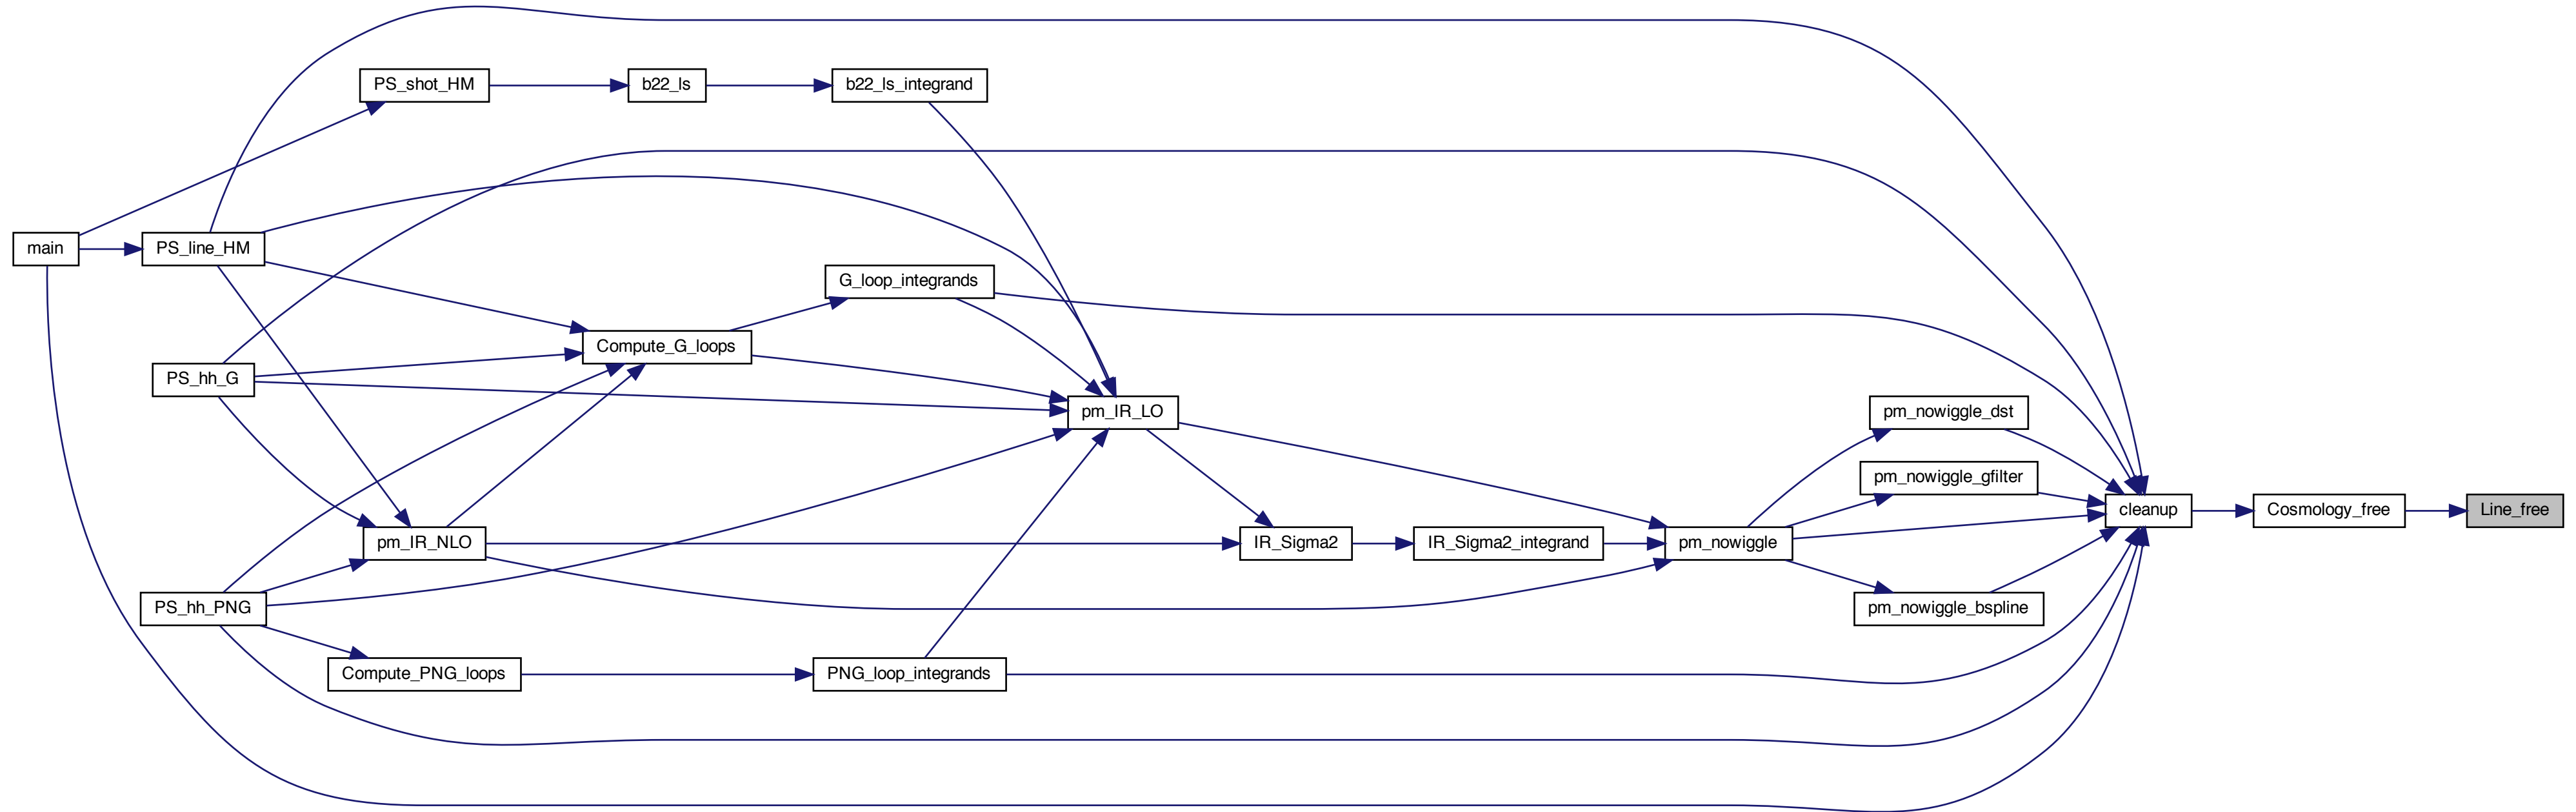 PS_shot_HM
b22_ls
b22_ls_integrand
main
PS_line_HM
G_loop_integrands
Compute_G_loops
PS_hh_G
pm_IR_LO
pm_nowiggle_dst
pm_nowiggle_gfilter
cleanup
Cosmology_free
Line_free
pm_IR_NLO
IR_Sigma2
IR_Sigma2_integrand
pm_nowiggle
PS_hh_PNG
pm_nowiggle_bspline
Compute_PNG_loops
PNG_loop_integrands